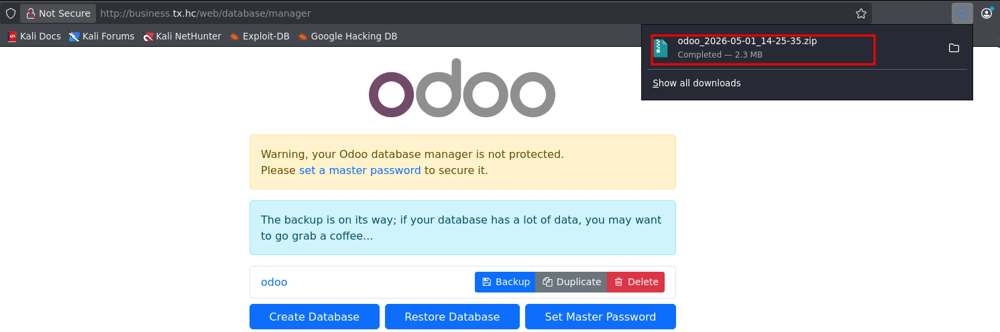 Not Secure http://business.tx.hc/web/database/manager
Kali Docs Kali Forums Kali NetHunter Exploit-DB Google Hacking DB
odoo_2026-05-01_14-25-35.zip
Completed — 2.3 MB
Show all downloads
odoo
Warning, your Odoo database manager is not protected.
Please set a master password to secure it.
The backup is on its way; if your database has a lot of data, you may want
to go grab a coffee...
odoo Backup Duplicate Delete
Create Database Restore Database Set Master Password